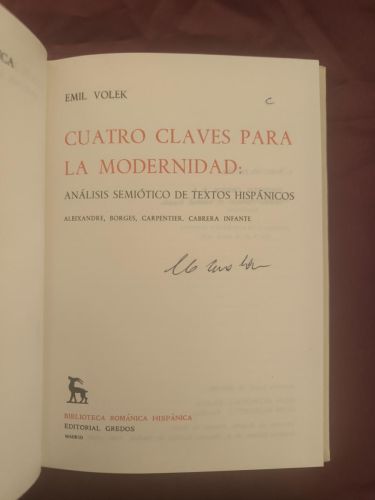 ICA
EMIL VOLEK
C
CUATRO CLAVES PARA
LA MODERNIDAD:
ANÁLISIS SEMIÓTICO DE TEXTOS HISPÁNICOS
ALEIXANDRE, BORGES, CARPENTIER, CABRERA INFANTE
BIBLIOTECA ROMÁNICA HISPÁNICA
EDITORIAL GREDOS
MADRID